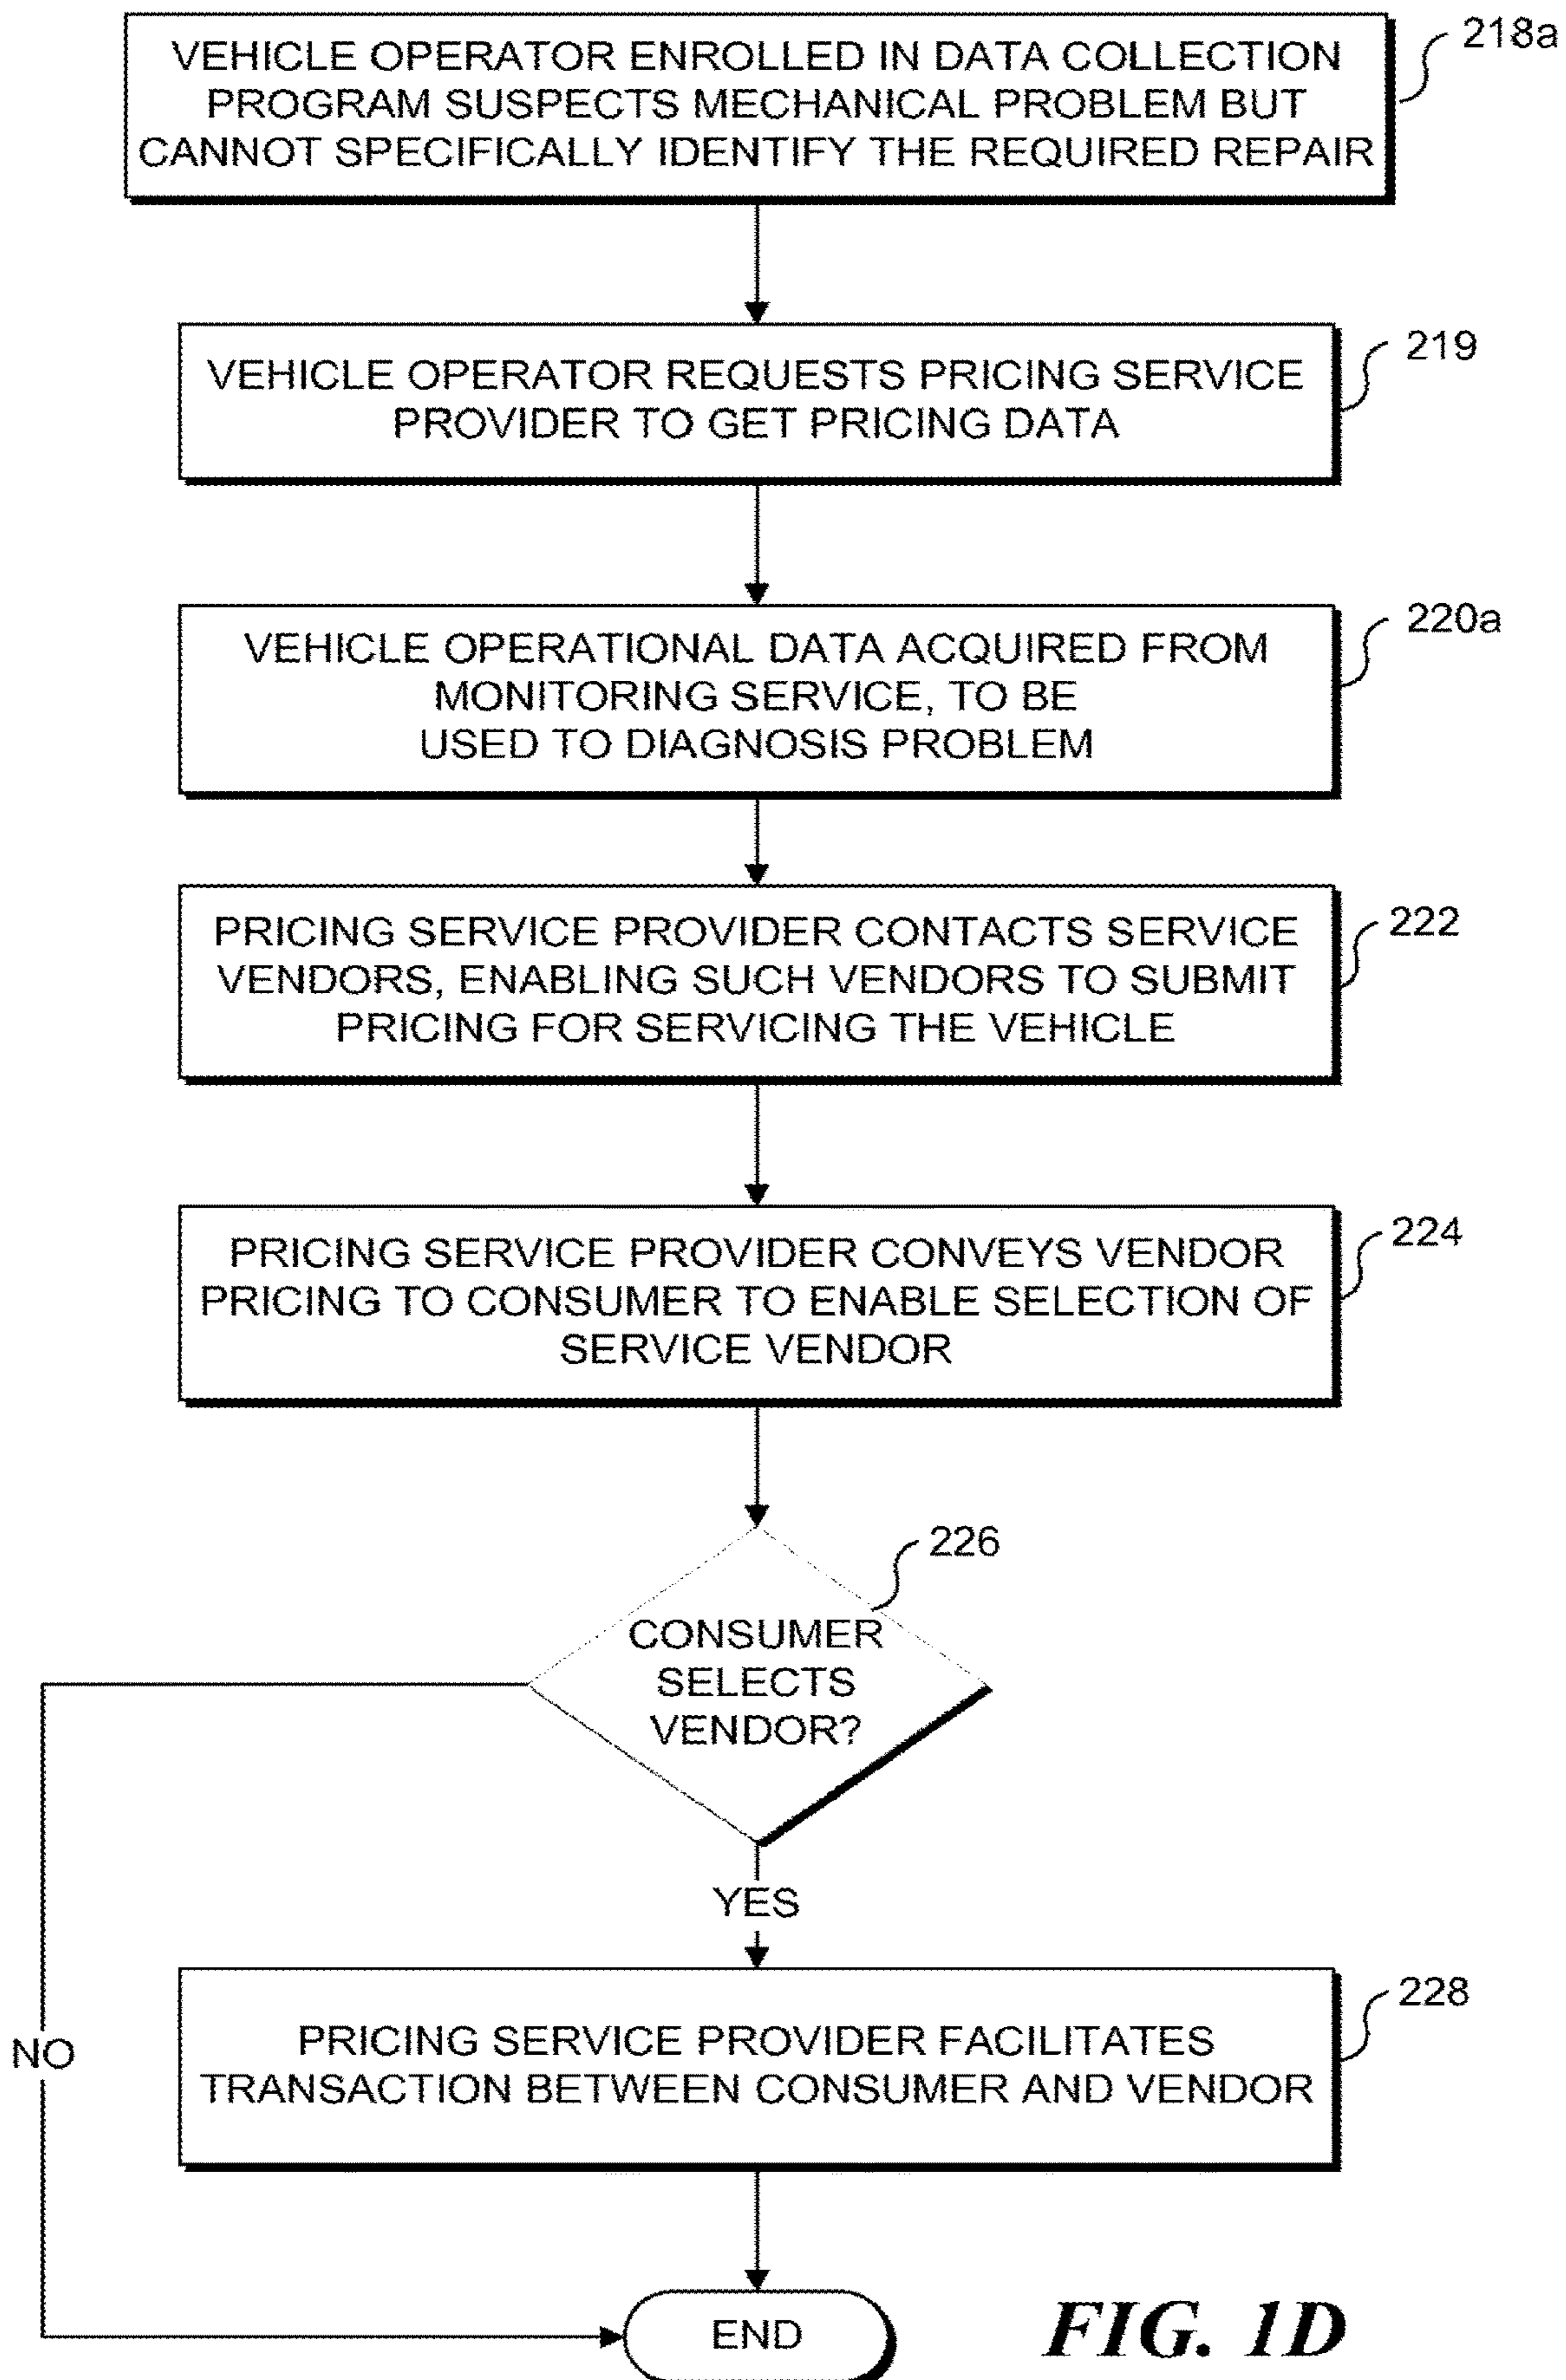 VEHICLE OPERATOR ENROLLED IN DATA COLLECTION
PROGRAM SUSPECTS MECHANICAL PROBLEM BUT
CANNOT SPECIFICALLY IDENTIFY THE REQUIRED REPAIR
218a
VEHICLE OPERATOR REQUESTS PRICING SERVICE
PROVIDER TO GET PRICING DATA
219
VEHICLE OPERATIONAL DATA ACQUIRED FROM
MONITORING SERVICE, TO BE
USED TO DIAGNOSIS PROBLEM
220a
PRICING SERVICE PROVIDER CONTACTS SERVICE
VENDORS, ENABLING SUCH VENDORS TO SUBMIT
PRICING FOR SERVICING THE VEHICLE
222
PRICING SERVICE PROVIDER CONVEYS VENDOR
PRICING TO CONSUMER TO ENABLE SELECTION OF
SERVICE VENDOR
224
226
CONSUMER
SELECTS
VENDOR?
YES
NO
PRICING SERVICE PROVIDER FACILITATES
TRANSACTION BETWEEN CONSUMER AND VENDOR
228
END
FIG. 1D